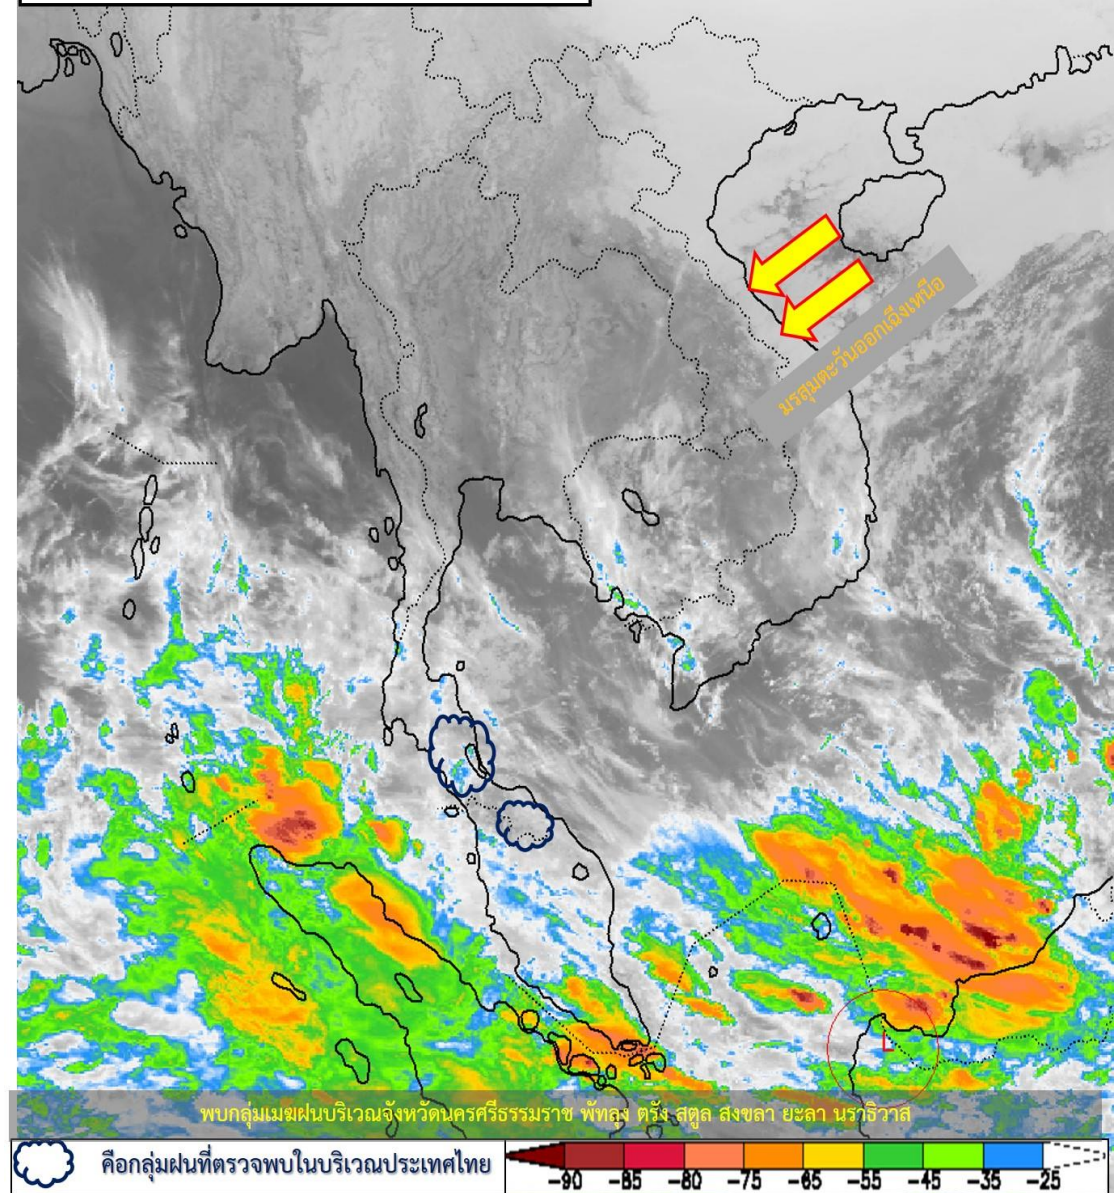 มรสุมตะวันออกเฉียงเหนือ
L
พบกลุ่มเมฆฝนบริเวณจังหวัดนครศรีธรรมราช พัทลุง ตรัง สตูล สงขลา ยะลา นราธิวาส
คือกลุ่มฝนที่ตรวจพบในบริเวณประเทศไทย
-90 -85 -80 -75 -65 -55 -45 -35 -25